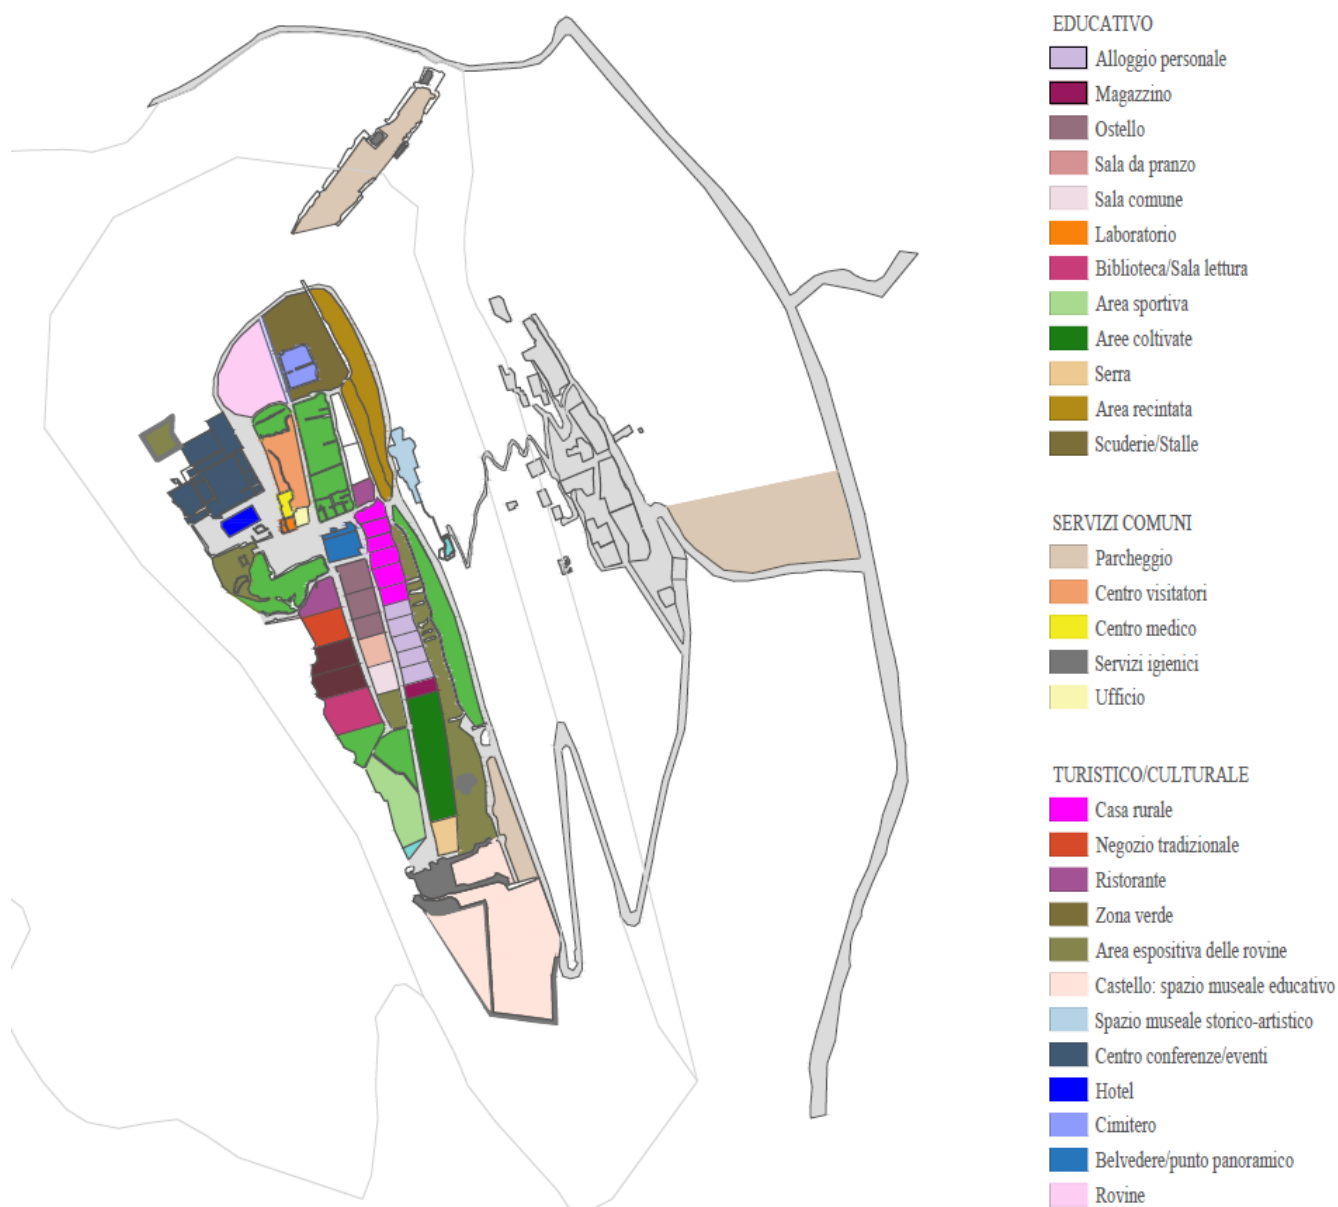 EDUCATIVO
Alloggio personale
Magazzino
Ostello
Sala da pranzo
Sala comune
Laboratorio
Biblioteca/Sala lettura
Area sportiva
Aree coltivate
Serra
Area recintata
Scuderie/Stalle
SERVIZI COMUNI
Parcheggio
Centro visitatori
Centro medico
Servizi igienici
Ufficio
TURISTICO/CULTURALE
Casa rurale
Negozio tradizionale
Ristorante
Zona verde
Area espositiva delle rovine
Castello: spazio museale educativo
Spazio museale storico-artistico
Centro conferenze/eventi
Hotel
Cimitero
Belvedere/punto panoramico
Rovine